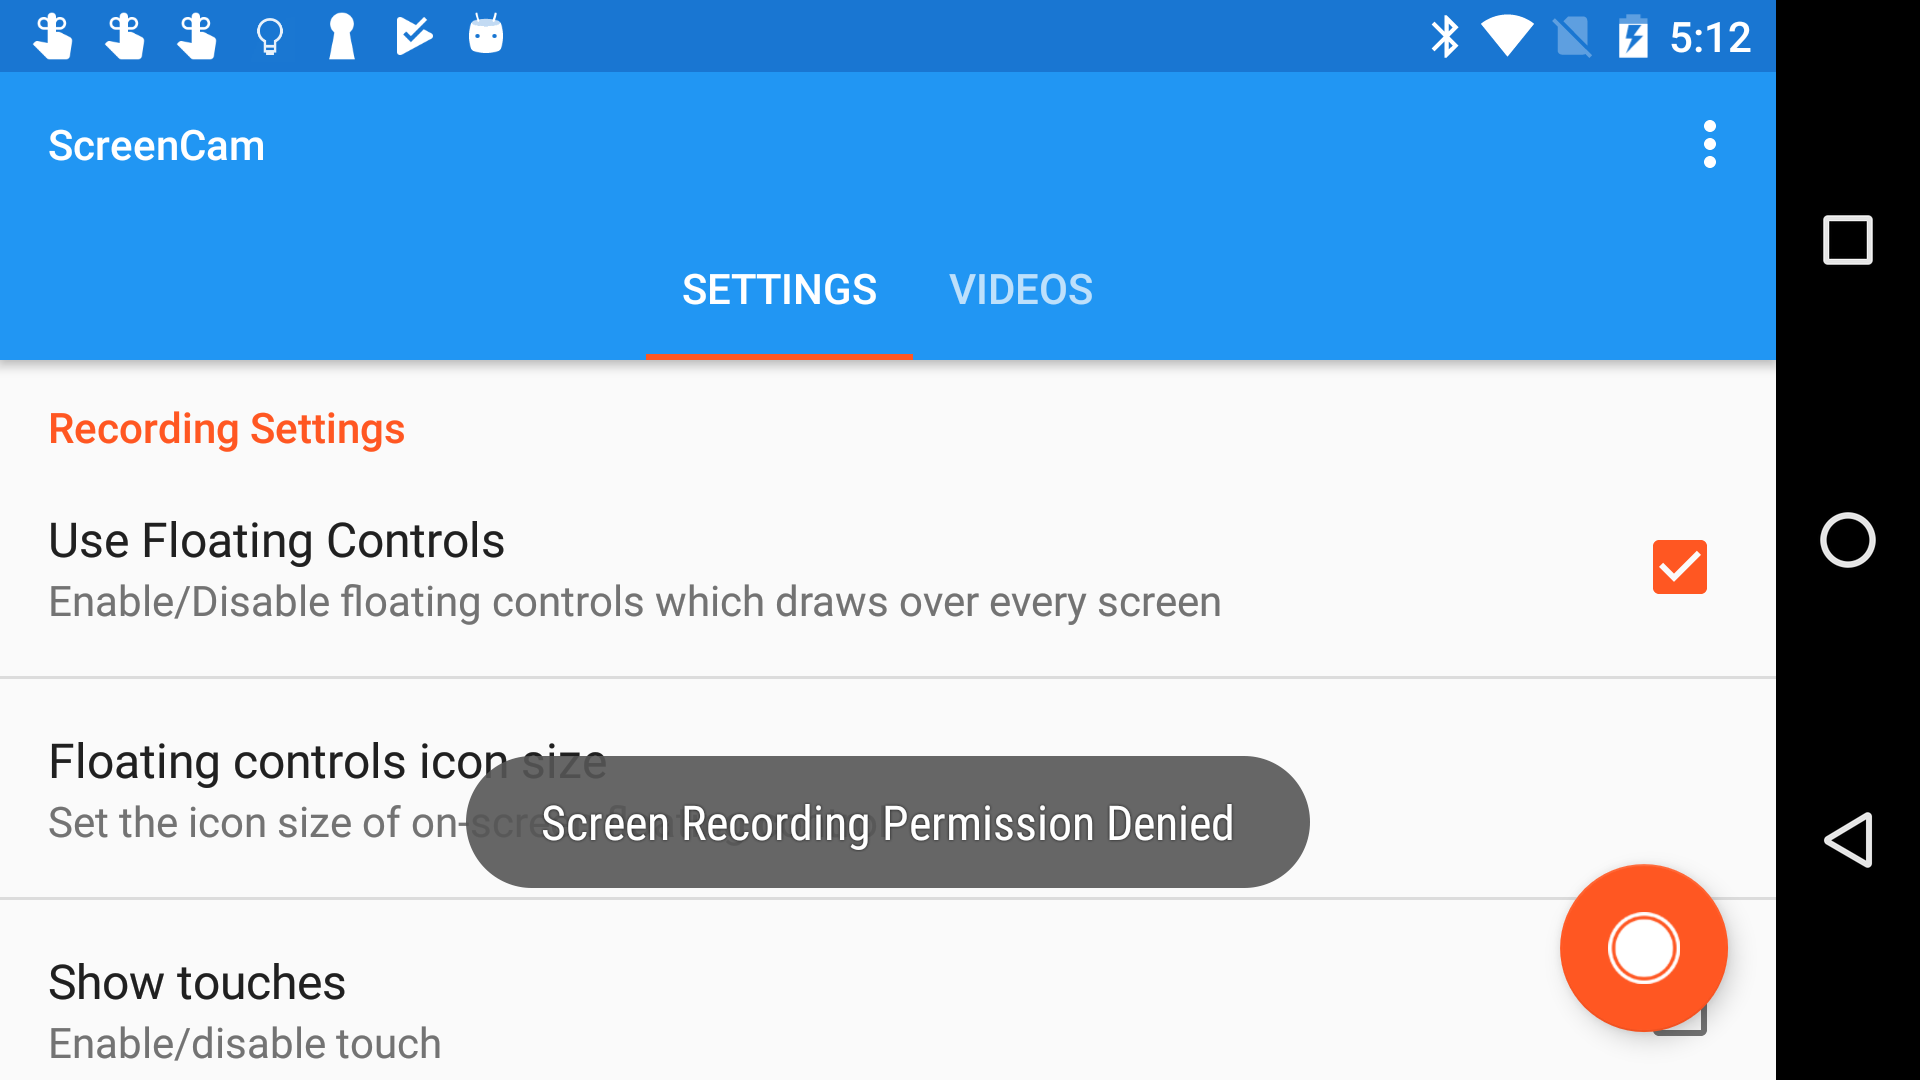 5:12
ScreenCam
SETTINGS VIDEOS
Recording Settings
Use Floating Controls
Enable/Disable floating controls which draws over every screen
Floating controls icon size
Set the icon size of on-
Screen Recording Permission Denied
Show touches
Enable/disable touch